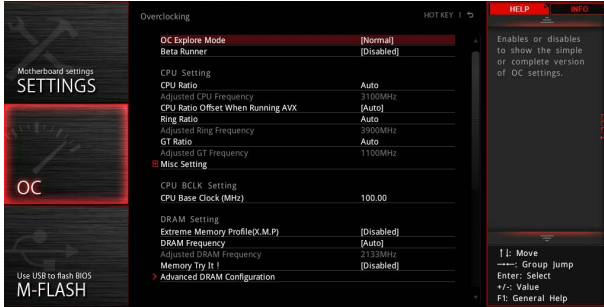 Overclocking
HOT KEY
HELP
INFO
Motherboard settings
SETTINGS
OC
Use USB to flash BIOS
M-FLASH
OC Explore Mode [Normal]
Beta Runner [Disabled]
CPU Setting
CPU Ratio Auto
Adjusted CPU Frequency 3100MHz
CPU Ratio Offset When Running AVX [Auto]
Ring Ratio Auto
Adjusted Ring Frequency 3900MHz
GT Ratio Auto
Adjusted GT Frequency 1100MHz
Misc Setting
CPU BCLK Setting
CPU Base Clock (MHz) 100.00
DRAM Setting
Extreme Memory Profile(X.M.P) [Disabled]
DRAM Frequency [Auto]
Adjusted DRAM Frequency 2133MHz
Memory Try It ! [Disabled]
Advanced DRAM Configuration
Enables or disables
to show the simple
or complete version
of OC settings.
↑↓: Move
→←: Group Jump
Enter: Select
+/-: Value
F1: General Help